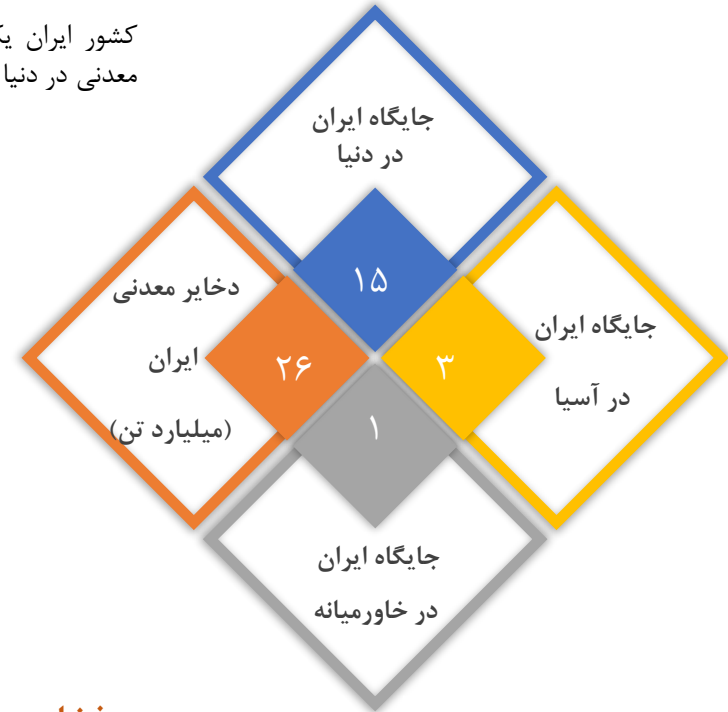 کشور ایران
معدنی در دنیا
جایگاه ایران
در دنیا
۱۵
دخایر معدنی
ایران
(میلیارد تن)
۲۶
جایگاه ایران
در آسیا
۳
۱
جایگاه ایران
در خاورمیانه